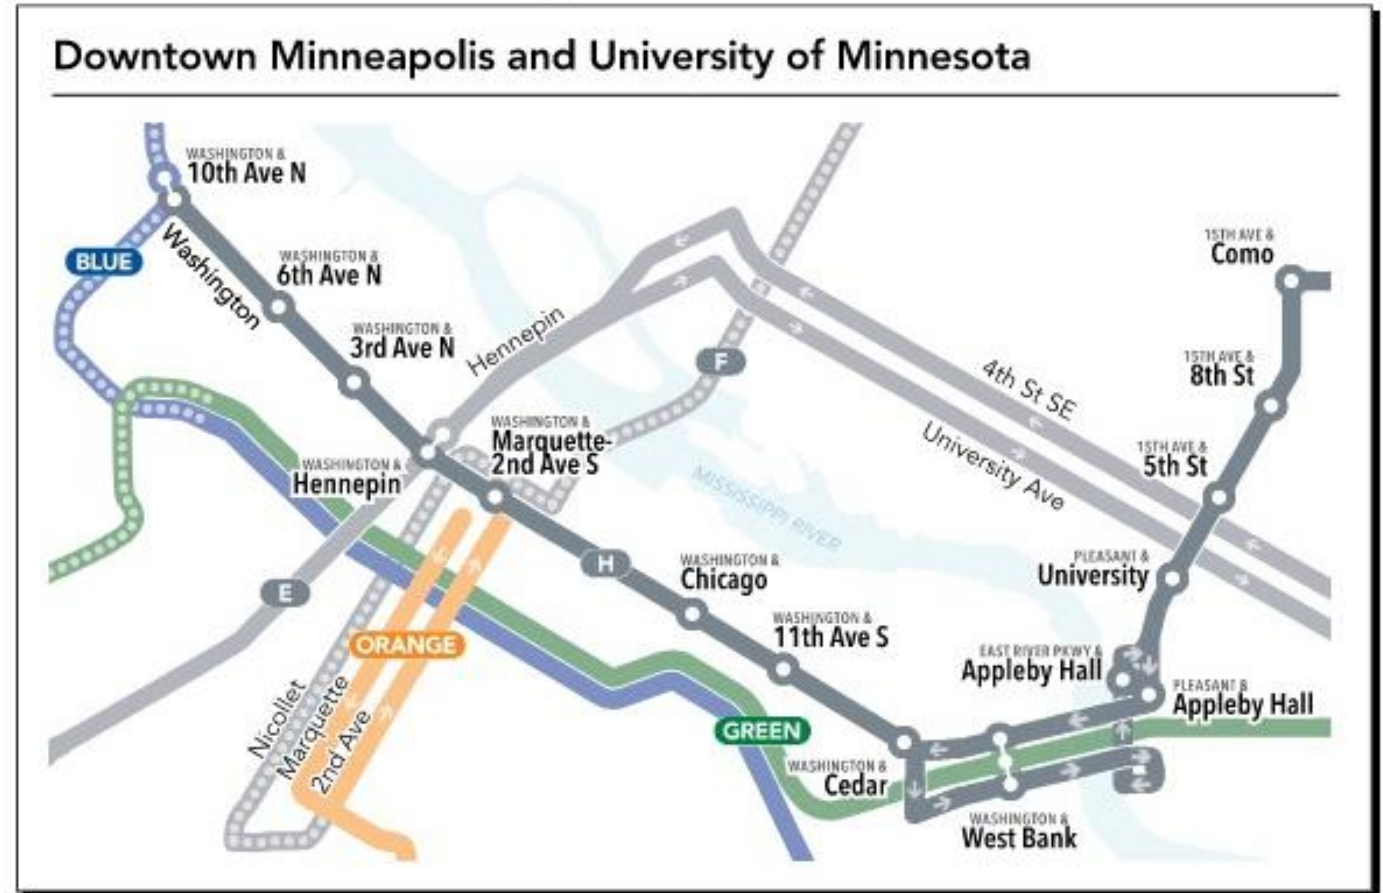 Downtown Minneapolis and University of Minnesota
WASHINGTON &
10th Ave N
BLUE
Washington
WASHINGTON &
6th Ave N
WASHINGTON &
3rd Ave N
Hennepin
F
15TH AVE &
Como
15TH AVE &
8th St
4th St SE
University Ave
15TH AVE &
5th St
WASHINGTON &
Marquette-
2nd Ave S
WASHINGTON &
Hennepin
MISSISSIPPI RIVER
H
E
WASHINGTON &
Chicago
PLEASANT &
University
WASHINGTON &
11th Ave S
ORANGE
EAST RIVER PKWY &
Appleby Hall
PLEASANT &
Appleby Hall
Nicollet
Marquette
2nd Ave
GREEN
WASHINGTON &
Cedar
WASHINGTON &
West Bank